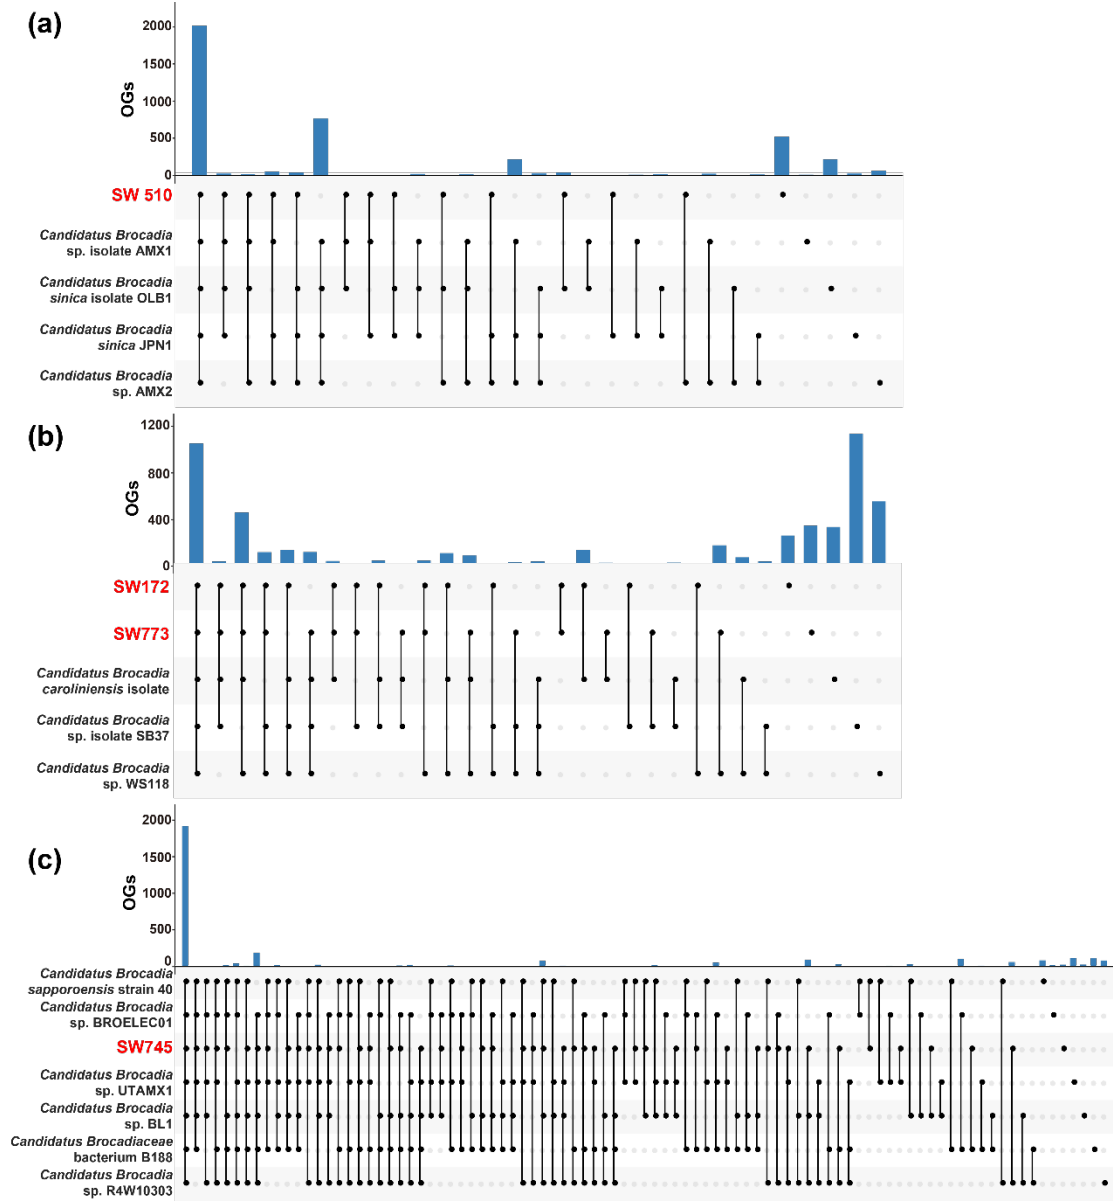 (a)
2000
1500
1000
500
0
OGs
SW 510
Candidatus Brocadia
sp. isolate AMX1
Candidatus Brocadia
sinica isolate OLB1
Candidatus Brocadia
sinica JPN1
Candidatus Brocadia
sp. AMX2
(b)
1200
800
400
0
OGs
SW172
SW773
Candidatus Brocadia
caroliniensis isolate
Candidatus Brocadia
sp. isolate SB37
Candidatus Brocadia
sp. WS118
(c)
2000
1500
1000
500
0
OGs
Candidatus Brocadia
sapporoensis strain 40
Candidatus Brocadia
sp. BROELEC01
SW745
Candidatus Brocadia
sp. UTAMX1
Candidatus Brocadia
sp. BL1
Candidatus Brocadiaceae
bacterium B188
Candidatus Brocadia
sp. R4W10303